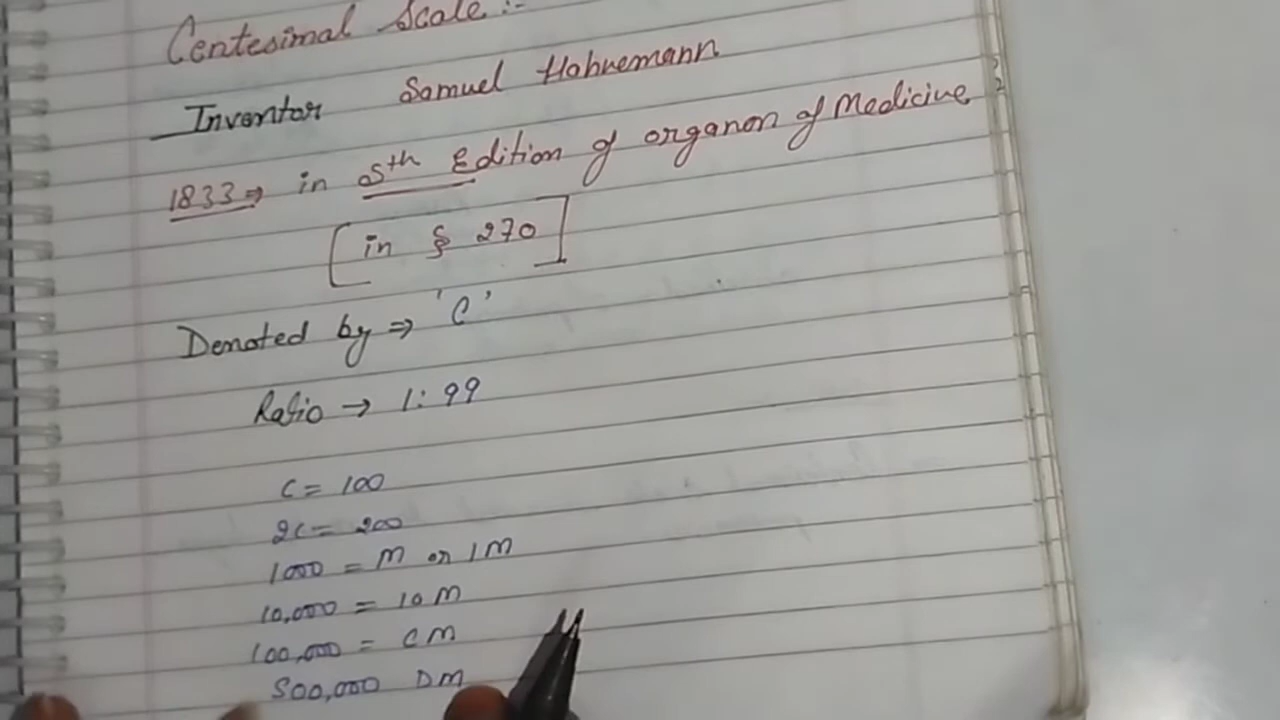 Centesimal Scale :-
Inventor Samuel Hahnemann
1833⇒ in 5th Edition of organon of Medicine
[in § 270]
Denoted by ⇒ 'C'
Ratio → 1:99
C = 100
2C = 200
1000 = M or 1M
10,000 = 10M
100,000 = CM
500,000 DM